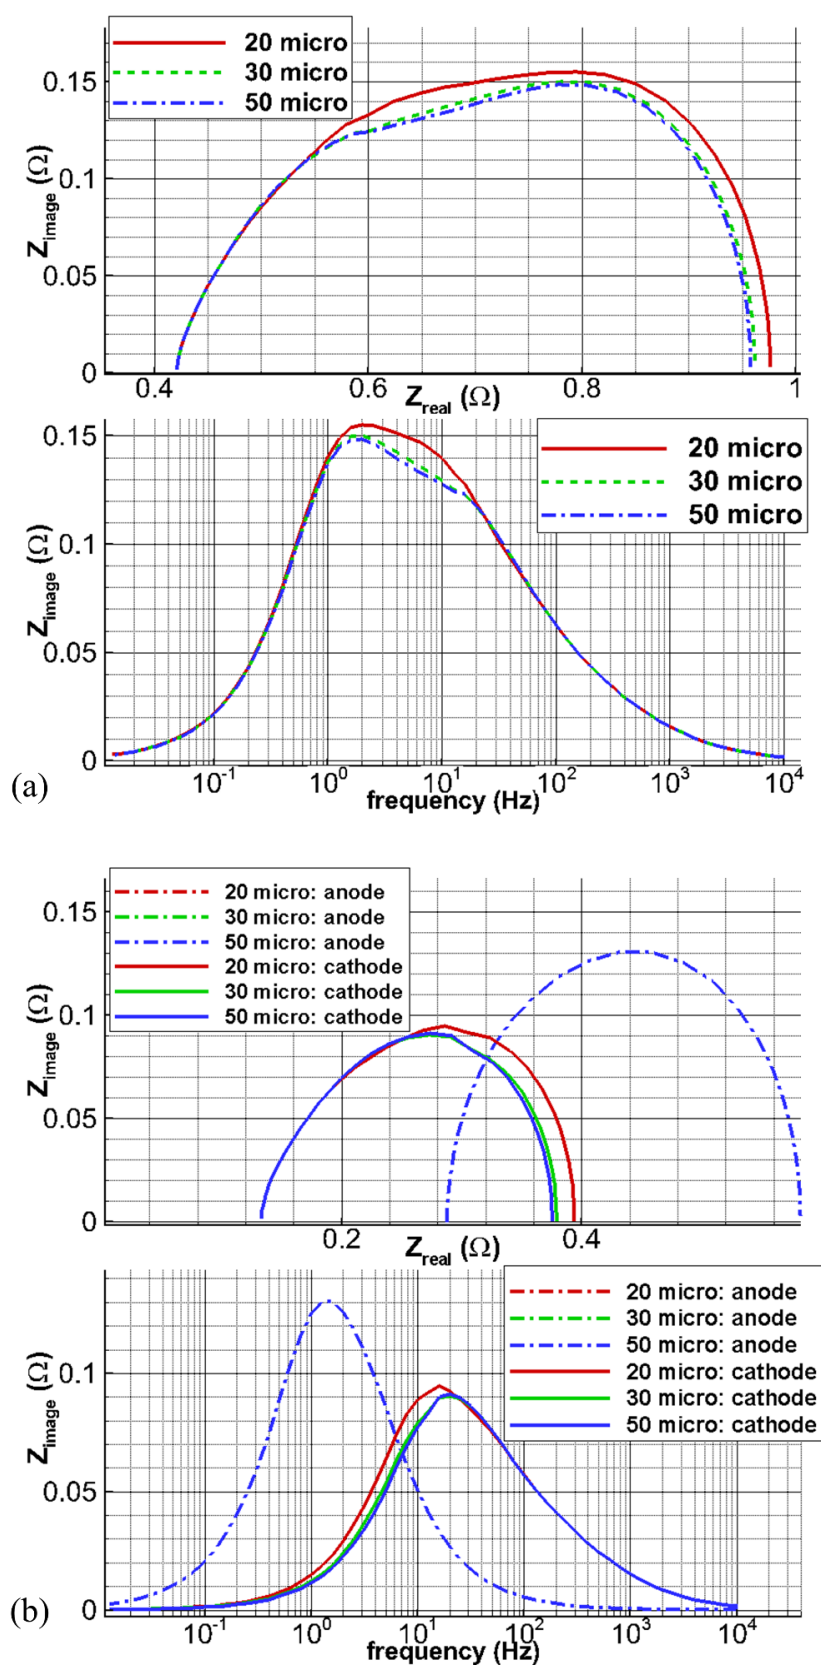 20 micro
30 micro
50 micro
Z_image (Ω)
0.15
0.1
0.05
0
0.4
0.6
0.8
1
Z_real (Ω)
20 micro
30 micro
50 micro
Z_image (Ω)
0.15
0.1
0.05
0
10^-1
10^0
10^1
10^2
10^3
10^4
frequency (Hz)
(a)
20 micro: anode
30 micro: anode
50 micro: anode
20 micro: cathode
30 micro: cathode
50 micro: cathode
Z_image (Ω)
0.15
0.1
0.05
0
0.2
0.4
Z_real (Ω)
20 micro: anode
30 micro: anode
50 micro: anode
20 micro: cathode
30 micro: cathode
50 micro: cathode
Z_image (Ω)
0.1
0.05
0
10^-1
10^0
10^1
10^2
10^3
10^4
frequency (Hz)
(b)